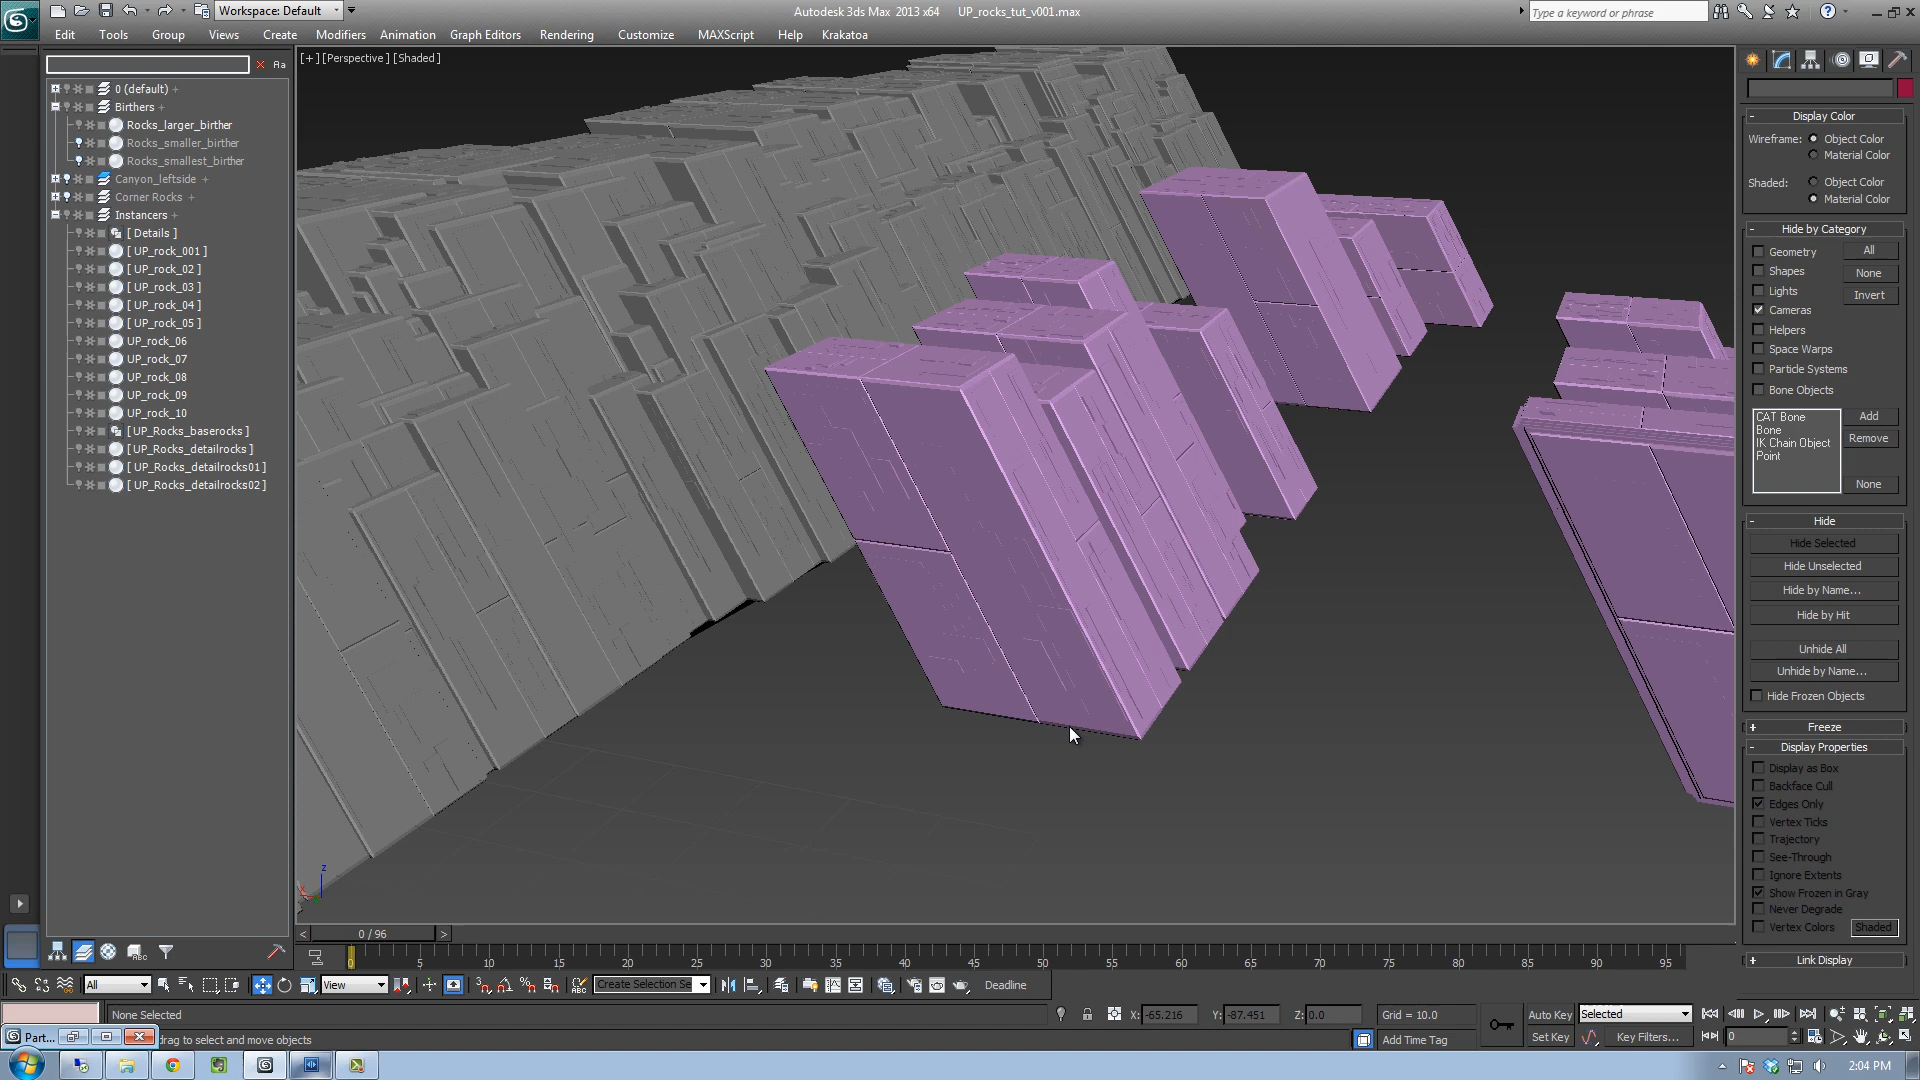 Workspace: Default
Autodesk 3ds Max 2013 x64 UP_rocks_tut_v001.max
Type a keyword or phrase
Edit Tools Group Views Create Modifiers Animation Graph Editors Rendering Customize MAXScript Help Krakatoa
Aa
[+] [Perspective] [Shaded]
0 (default) +
Birthers +
Rocks_larger_birther
Rocks_smaller_birther
Rocks_smallest_birther
Canyon_leftside +
Corner Rocks +
Instancers +
[ Details ]
[ UP_rock_001 ]
[ UP_rock_02 ]
[ UP_rock_03 ]
[ UP_rock_04 ]
[ UP_rock_05 ]
UP_rock_06
UP_rock_07
UP_rock_08
UP_rock_09
UP_rock_10
[ UP_Rocks_baserocks ]
[ UP_Rocks_detailrocks ]
[ UP_Rocks_detailrocks01 ]
[ UP_Rocks_detailrocks02 ]
- Display Color
Wireframe: Object Color
Material Color
Shaded: Object Color
Material Color
- Hide by Category
Geometry All
Shapes None
Lights Invert
Cameras
Helpers
Space Warps
Particle Systems
Bone Objects
CAT Bone Add
Bone
IK Chain Object Remove
Point
None
- Hide
Hide Selected
Hide Unselected
Hide by Name...
Hide by Hit
Unhide All
Unhide by Name...
Hide Frozen Objects
+ Freeze
- Display Properties
Display as Box
Backface Cull
Edges Only
Vertex Ticks
Trajectory
See-Through
Ignore Extents
Show Frozen in Gray
Never Degrade
Vertex Colors Shaded
+ Link Display
z
< 0 / 96 >
0 5 10 15 20 25 30 35 40 45 50 55 60 65 70 75 80 85 90 95
All View Create Selection Se Deadline
None Selected X: -65.216 Y: -87.451 Z: 0.0 Grid = 10.0 Auto Key Selected
Part... drag to select and move objects Add Time Tag Set Key Key Filters... 0
2:04 PM